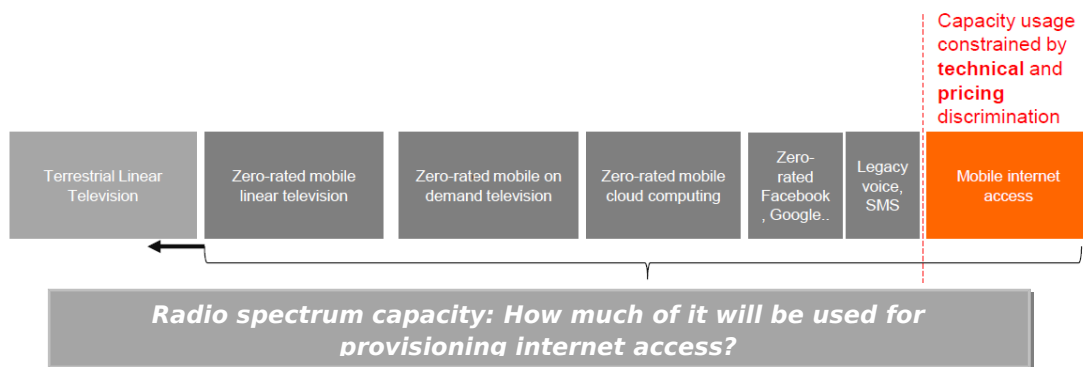 Capacity usage
constrained by
technical and
pricing
discrimination
Terrestrial Linear
Television
Zero-rated mobile
linear television
Zero-rated mobile on
demand television
Zero-rated mobile
cloud computing
Zero-
rated
Facebook
, Google..
Legacy
voice,
SMS
Mobile internet
access
Radio spectrum capacity: How much of it will be used for
provisioning internet access?